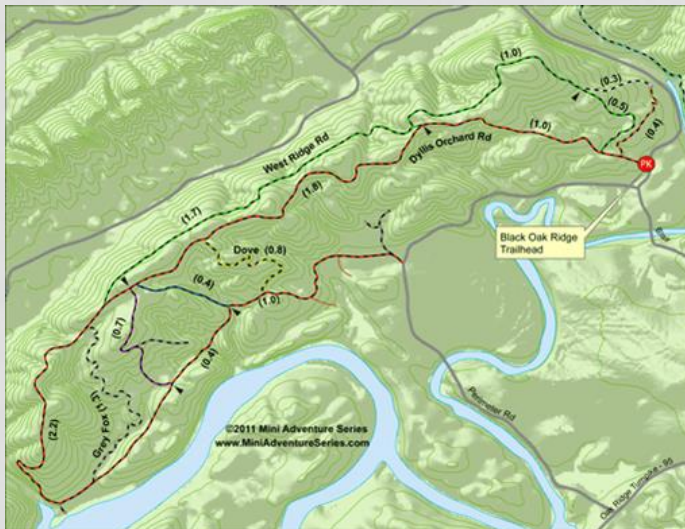 (1.0)
(0.3)
(0.5)
(0.4)
West Ridge Rd
Dyllis Orchard Rd
(1.0)
PK
(1.8)
(1.7)
Black Oak Ridge
Trailhead
Dove (0.8)
(0.4)
(1.0)
(0.7)
(0.4)
Grey Fox (1.3)
(2.2)
Perimeter Rd
©2011 Mini Adventure Series
www.MiniAdventureSeries.com
Oak Ridge Turnpike